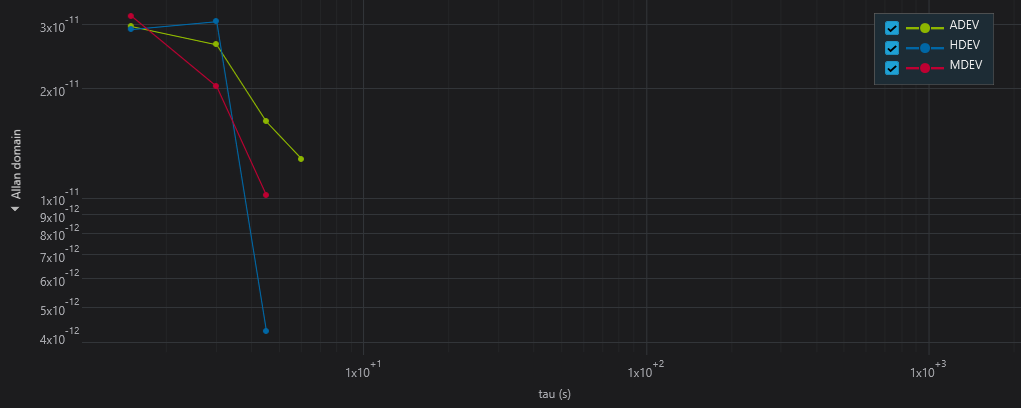 3x10⁻¹¹
2x10⁻¹¹
1x10⁻¹¹
9x10⁻¹²
8x10⁻¹²
7x10⁻¹²
6x10⁻¹²
5x10⁻¹²
4x10⁻¹²
◄ Allan domain
ADEV
HDEV
MDEV
1x10⁺¹
1x10⁺²
1x10⁺³
tau (s)